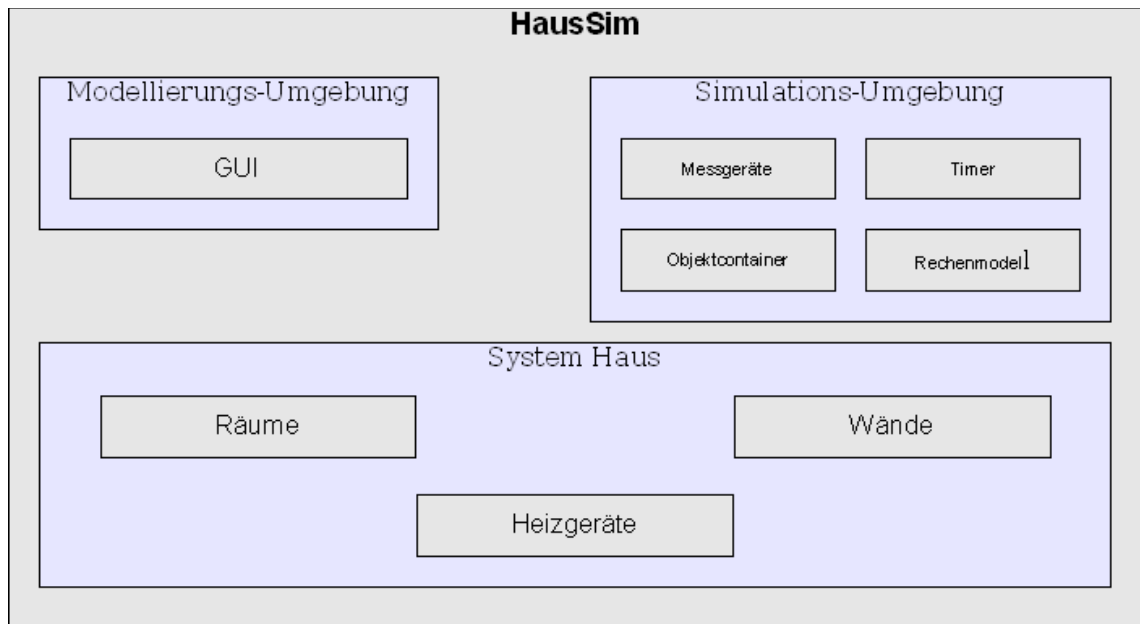 HausSim
Modellierungs-Umgebung
GUI
Simulations-Umgebung
Messgeräte
Timer
Objektcontainer
Rechenmodell
System Haus
Räume
Wände
Heizgeräte